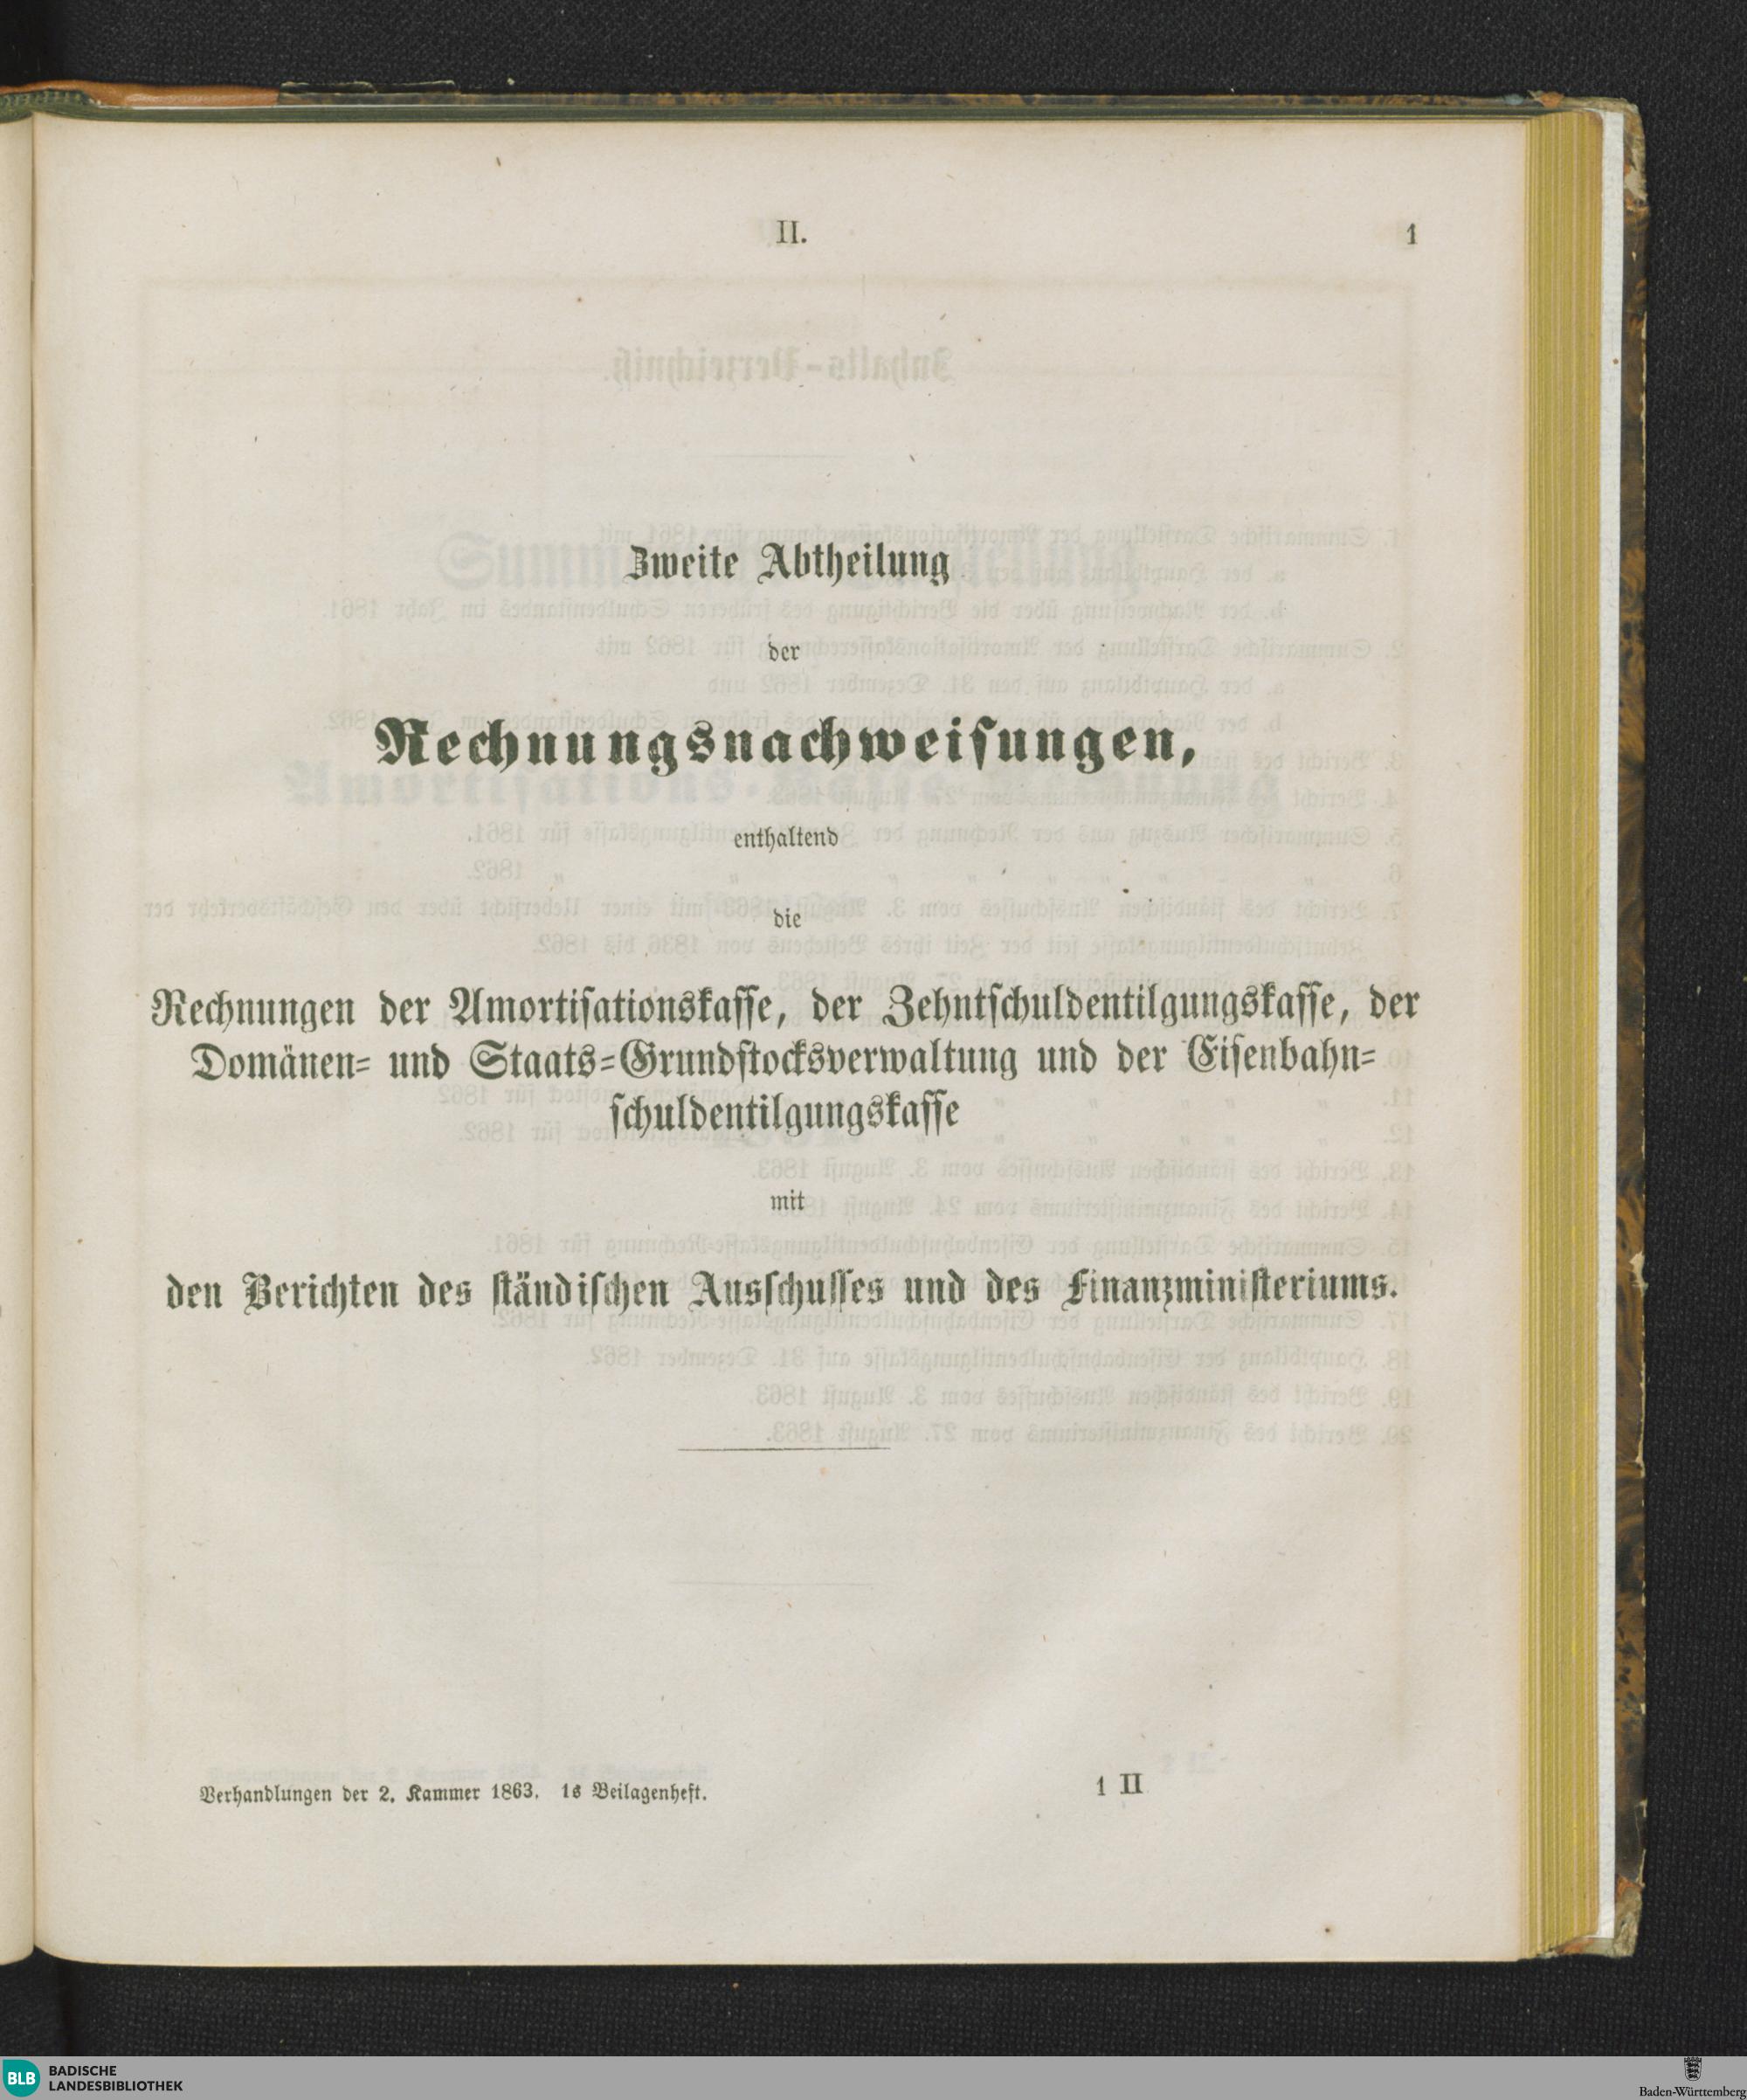 II.
1
Zweite Abtheilung
der
Rechnungsnachweisungen,
enthaltend
die
Rechnungen der Amortisationskasse, der Zehntschuldentilgungskasse, der
Domänen- und Staats-Grundstocksverwaltung und der Eisenbahn-
schuldentilgungskasse
mit
den Berichten des ständischen Ausschusses und des Finanzministeriums.
Verhandlungen der 2. Kammer 1863. 1s Beilagenheft.
1 II
BLB BADISCHE
LANDESBIBLIOTHEK
Baden-Württemberg